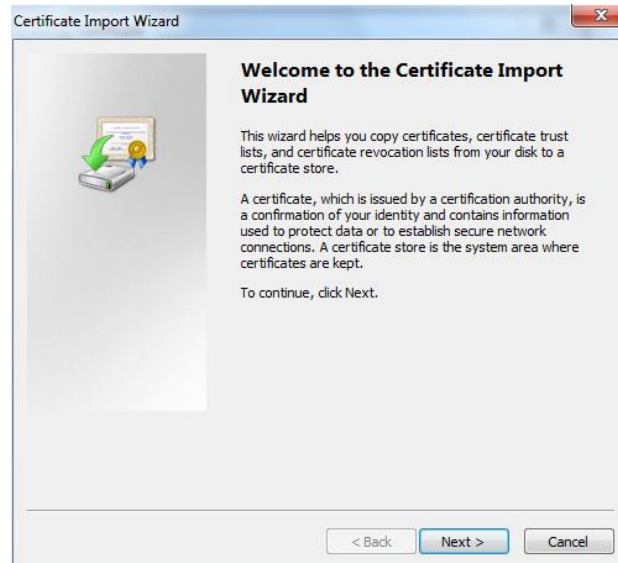 Certificate Import Wizard
Welcome to the Certificate Import
Wizard
This wizard helps you copy certificates, certificate trust
lists, and certificate revocation lists from your disk to a
certificate store.
A certificate, which is issued by a certification authority, is
a confirmation of your identity and contains information
used to protect data or to establish secure network
connections. A certificate store is the system area where
certificates are kept.
To continue, click Next.
< Back Next > Cancel